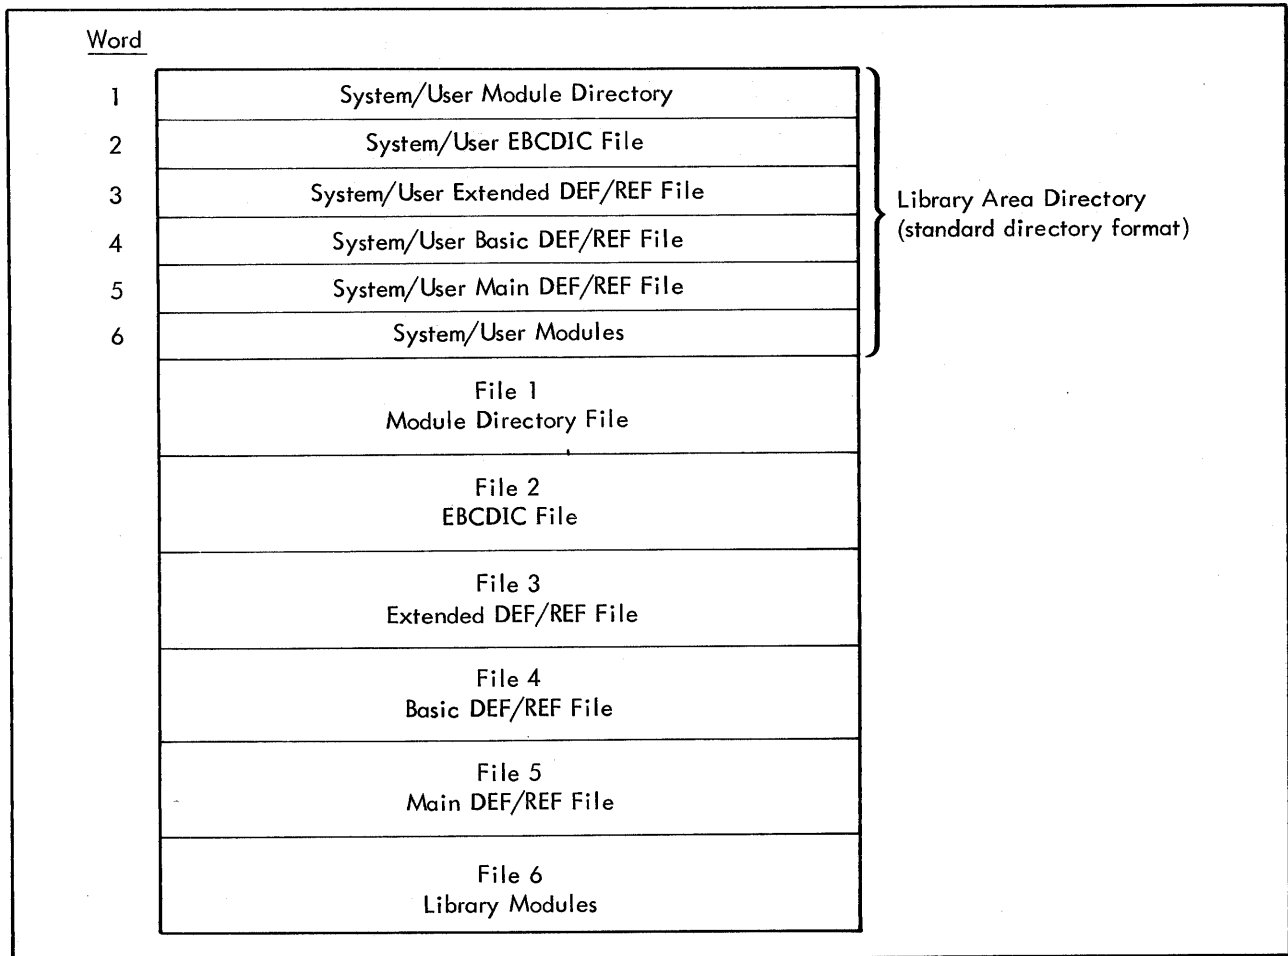 Word
1 System/User Module Directory
2 System/User EBCDIC File
3 System/User Extended DEF/REF File
4 System/User Basic DEF/REF File
5 System/User Main DEF/REF File
6 System/User Modules
Library Area Directory
(standard directory format)
File 1
Module Directory File
File 2
EBCDIC File
File 3
Extended DEF/REF File
File 4
Basic DEF/REF File
File 5
Main DEF/REF File
File 6
Library Modules